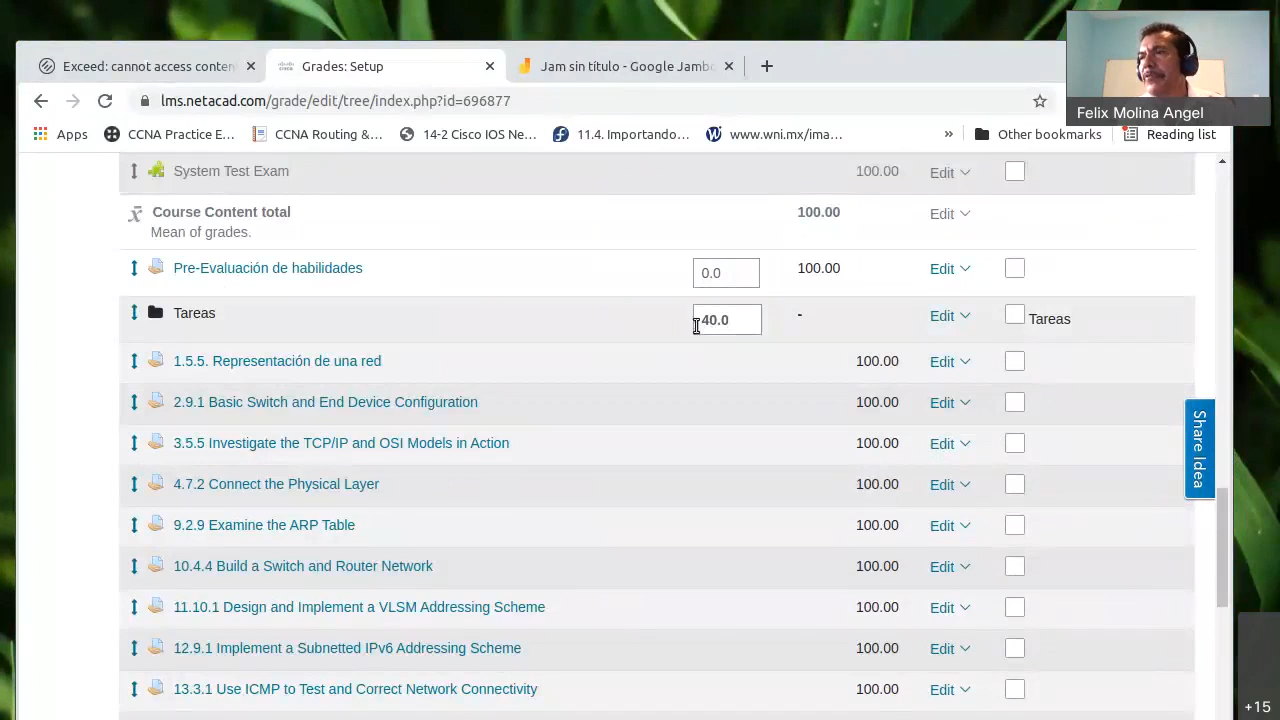 Exceed: cannot access conten
Grades: Setup
Jam sin título - Google Jambo
Felix Molina Angel
lms.netacad.com/grade/edit/tree/index.php?id=696877
Apps
CCNA Practice E...
CCNA Routing &...
14-2 Cisco IOS Ne...
11.4. Importando...
www.wni.mx/ima...
»
Other bookmarks
Reading list
System Test Exam 100.00 Edit
Course Content total 100.00 Edit
Mean of grades.
Pre-Evaluación de habilidades 0.0 100.00 Edit
Tareas 40.0 - Edit Tareas
1.5.5. Representación de una red 100.00 Edit
2.9.1 Basic Switch and End Device Configuration 100.00 Edit
3.5.5 Investigate the TCP/IP and OSI Models in Action 100.00 Edit
4.7.2 Connect the Physical Layer 100.00 Edit
9.2.9 Examine the ARP Table 100.00 Edit
10.4.4 Build a Switch and Router Network 100.00 Edit
11.10.1 Design and Implement a VLSM Addressing Scheme 100.00 Edit
12.9.1 Implement a Subnetted IPv6 Addressing Scheme 100.00 Edit
13.3.1 Use ICMP to Test and Correct Network Connectivity 100.00 Edit
Share Idea
+15